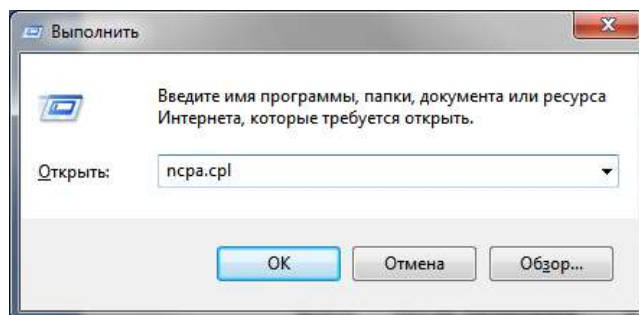 Выполнить
Введите имя программы, папки, документа или ресурса
Интернета, которые требуется открыть.
Открыть: ncpa.cpl
OK Отмена Обзор...